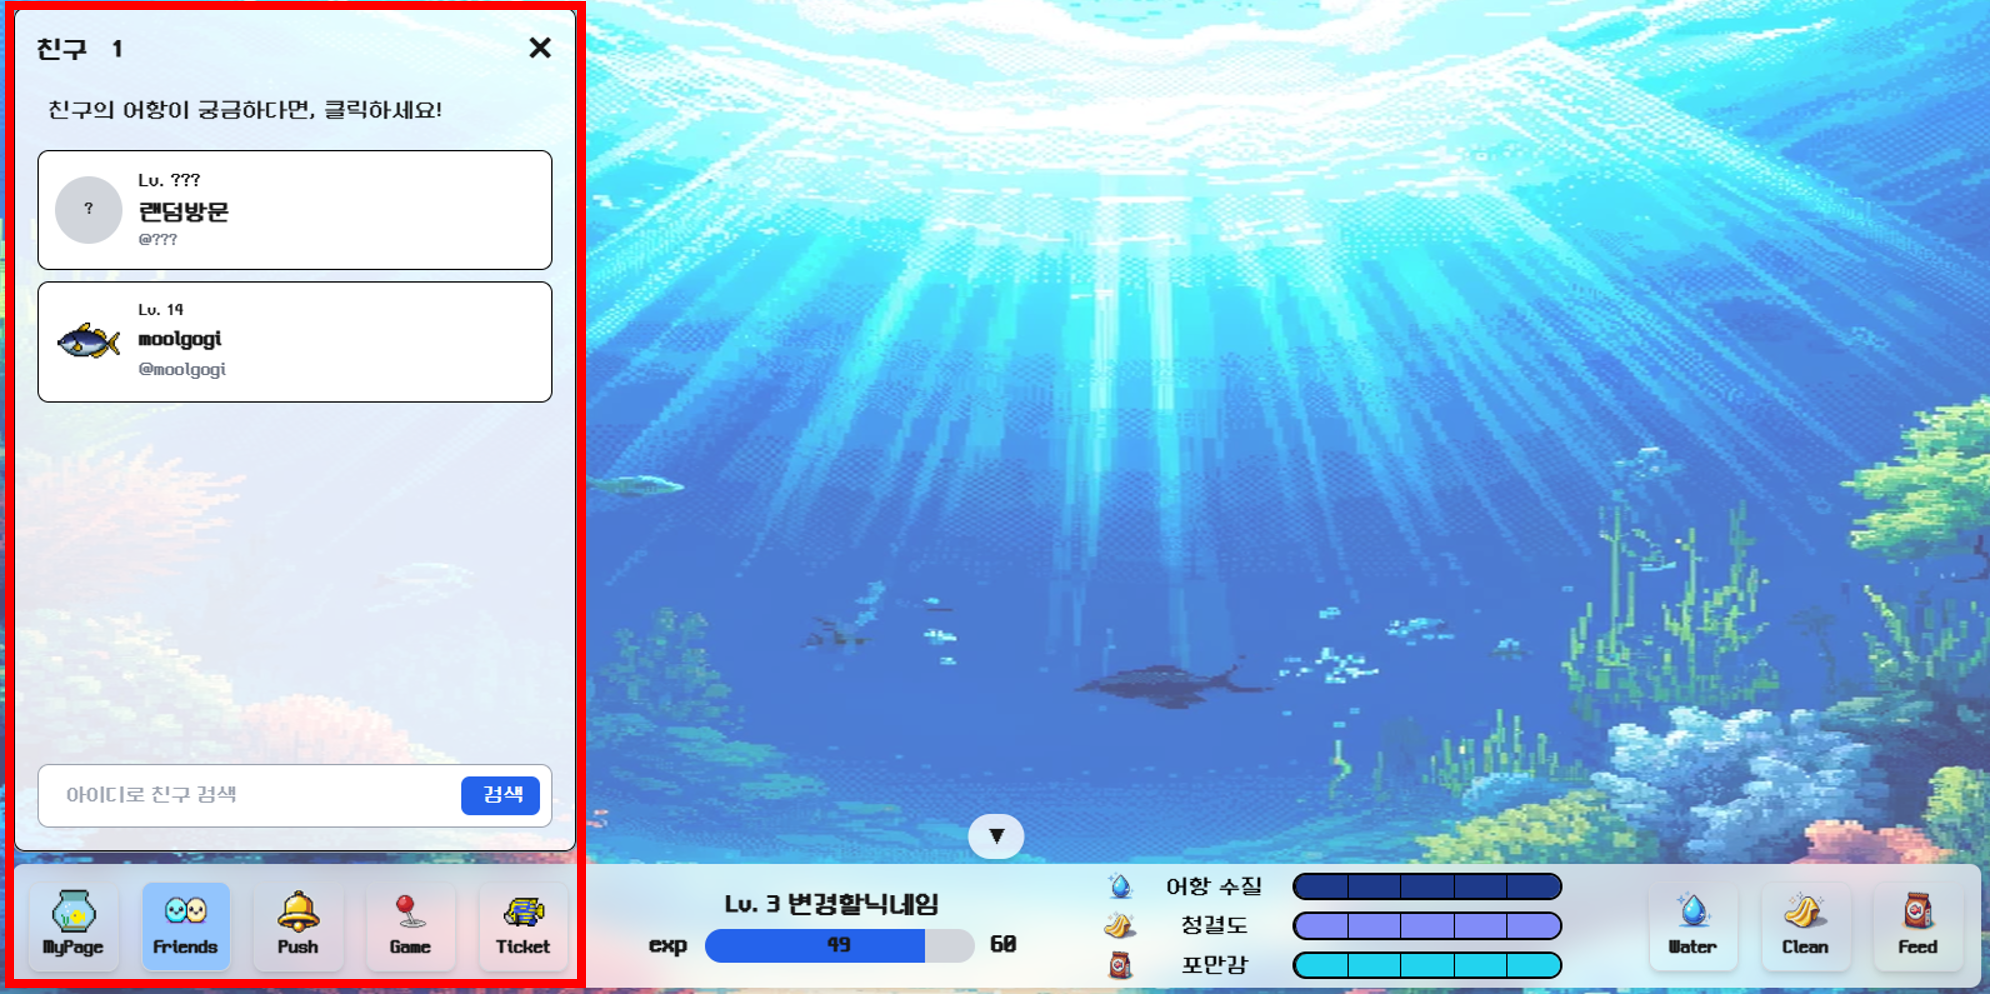 친구 1
친구의 어항이 궁금하다면, 클릭하세요!
?
Lv. ???
랜덤방문
@???
Lv. 14
moolgogi
@moolgogi
아이디로 친구 검색
검색
MyPage
Friends
Push
Game
Ticket
Lv. 3 변경할닉네임
exp 49 60
어항 수질
청결도
포만감
Water
Clean
Feed